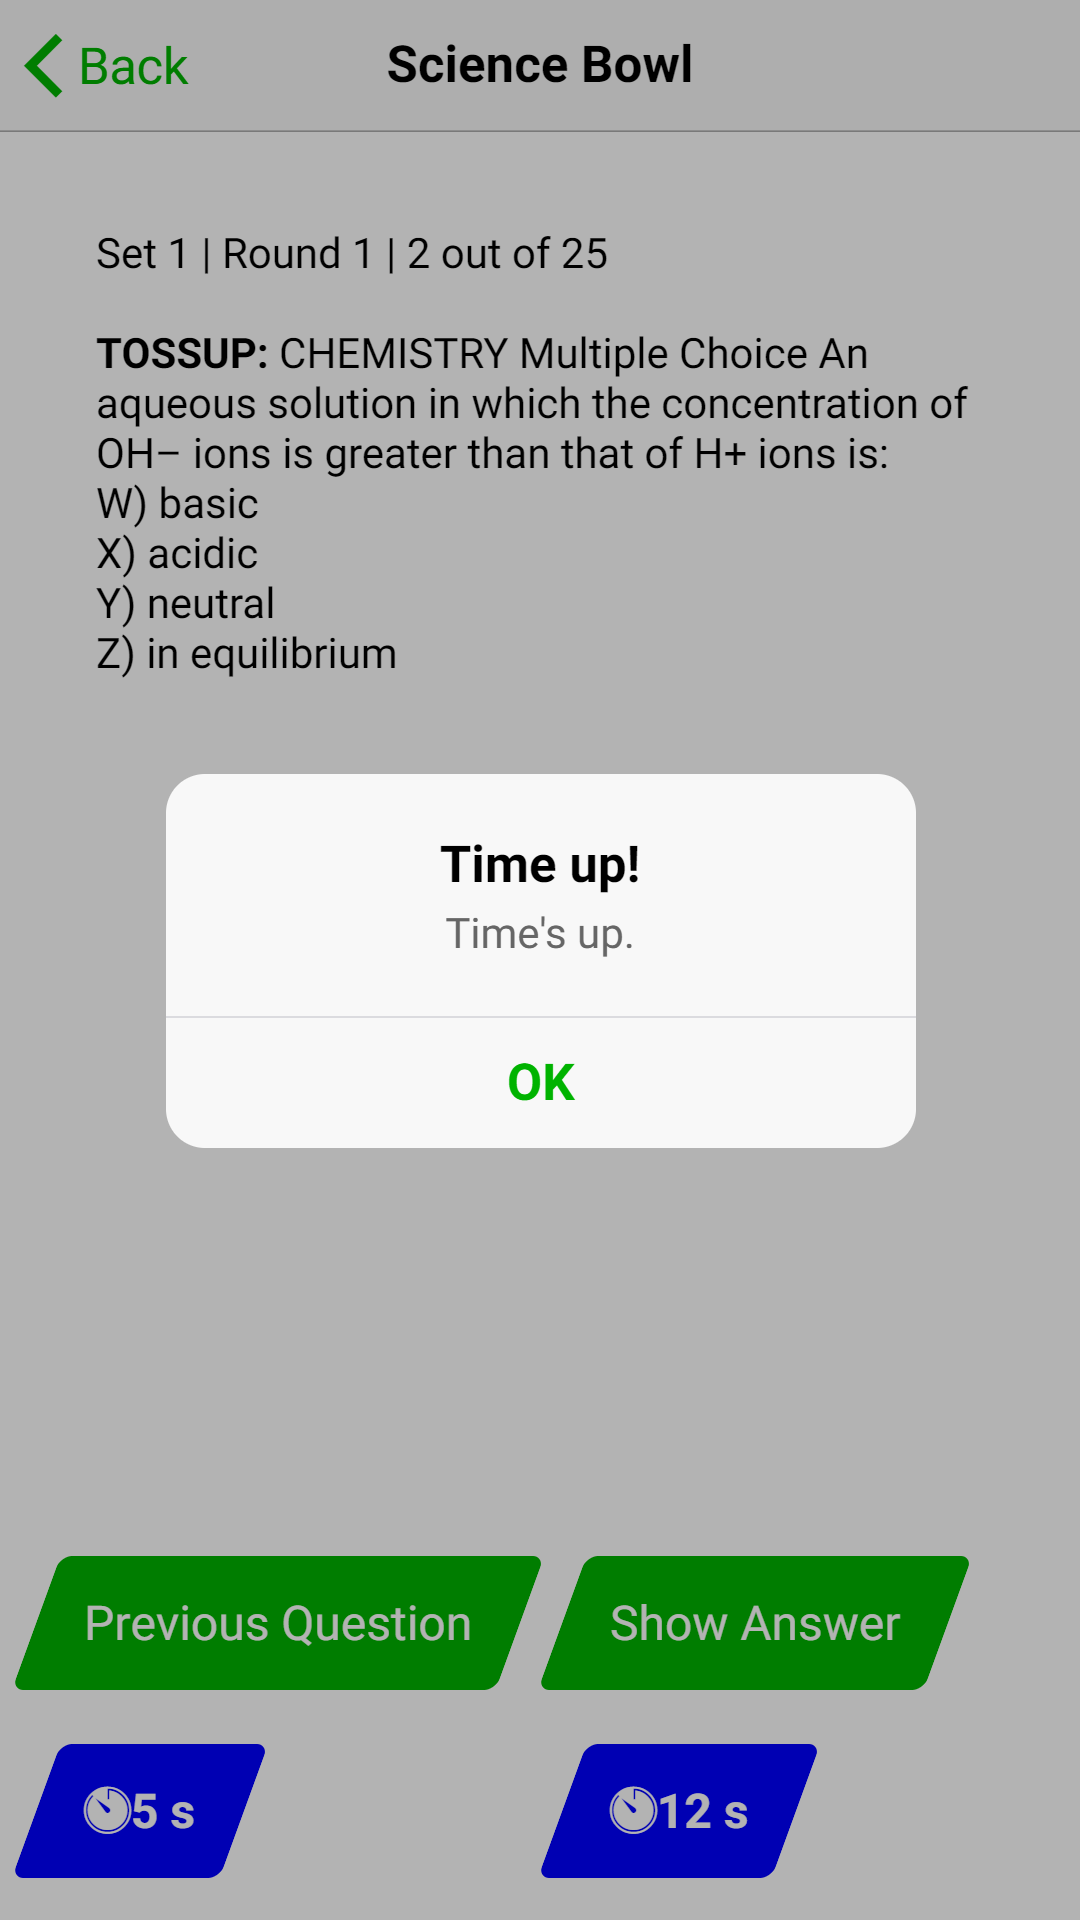 Back
Science Bowl
Set 1 | Round 1 | 2 out of 25
TOSSUP: CHEMISTRY Multiple Choice An
aqueous solution in which the concentration of
OH– ions is greater than that of H+ ions is:
W) basic
X) acidic
Y) neutral
Z) in equilibrium
Time up!
Time's up.
OK
Previous Question
Show Answer
5 s
12 s